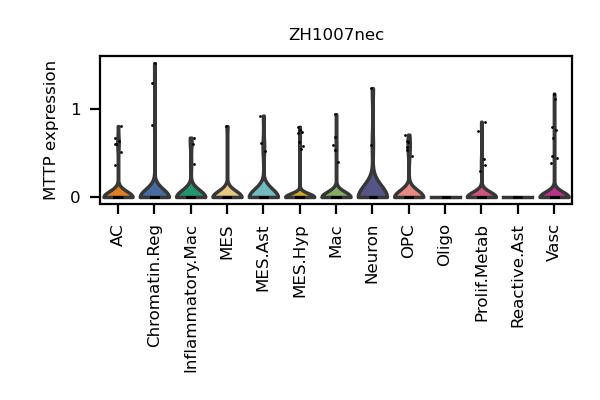 ZH1007nec
MTTP expression
1
0
AC
Chromatin.Reg
Inflammatory.Mac
MES
MES.Ast
MES.Hyp
Mac
Neuron
OPC
Oligo
Prolif.Metab
Reactive.Ast
Vasc